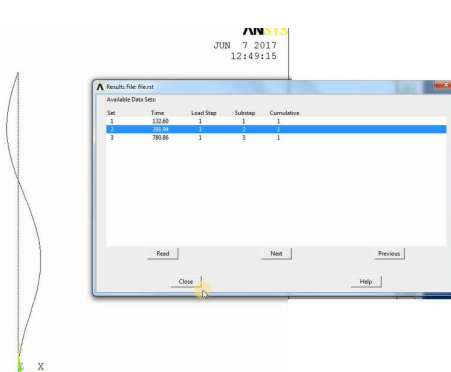 ANSYS
JUN 7 2017
12:49:15
Results File: file.rst
Available Data Sets:
Set Time Load Step Substep Cumulative
1 132.60 1 1 1
2 391.04 1 2 1
3 780.86 1 3 1
Read Next Previous
Close Help
X